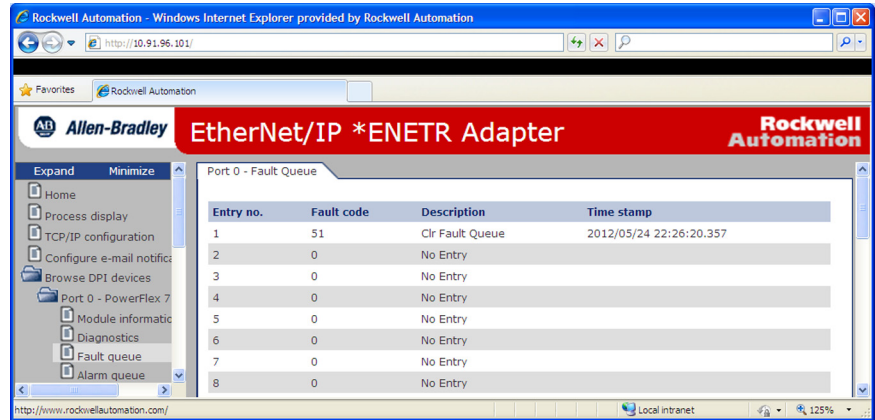 Rockwell Automation - Windows Internet Explorer provided by Rockwell Automation
http://10.91.96.101/
Favorites
Rockwell Automation
AB Allen-Bradley
EtherNet/IP *ENETR Adapter
Rockwell
Automation
Expand Minimize
Home
Process display
TCP/IP configuration
Configure e-mail notifica
Browse DPI devices
Port 0 - PowerFlex 7
Module informatic
Diagnostics
Fault queue
Alarm queue
Port 0 - Fault Queue
Entry no. Fault code Description Time stamp
1 51 Clr Fault Queue 2012/05/24 22:26:20.357
2 0 No Entry
3 0 No Entry
4 0 No Entry
5 0 No Entry
6 0 No Entry
7 0 No Entry
8 0 No Entry
http://www.rockwellautomation.com/
Local intranet
125%